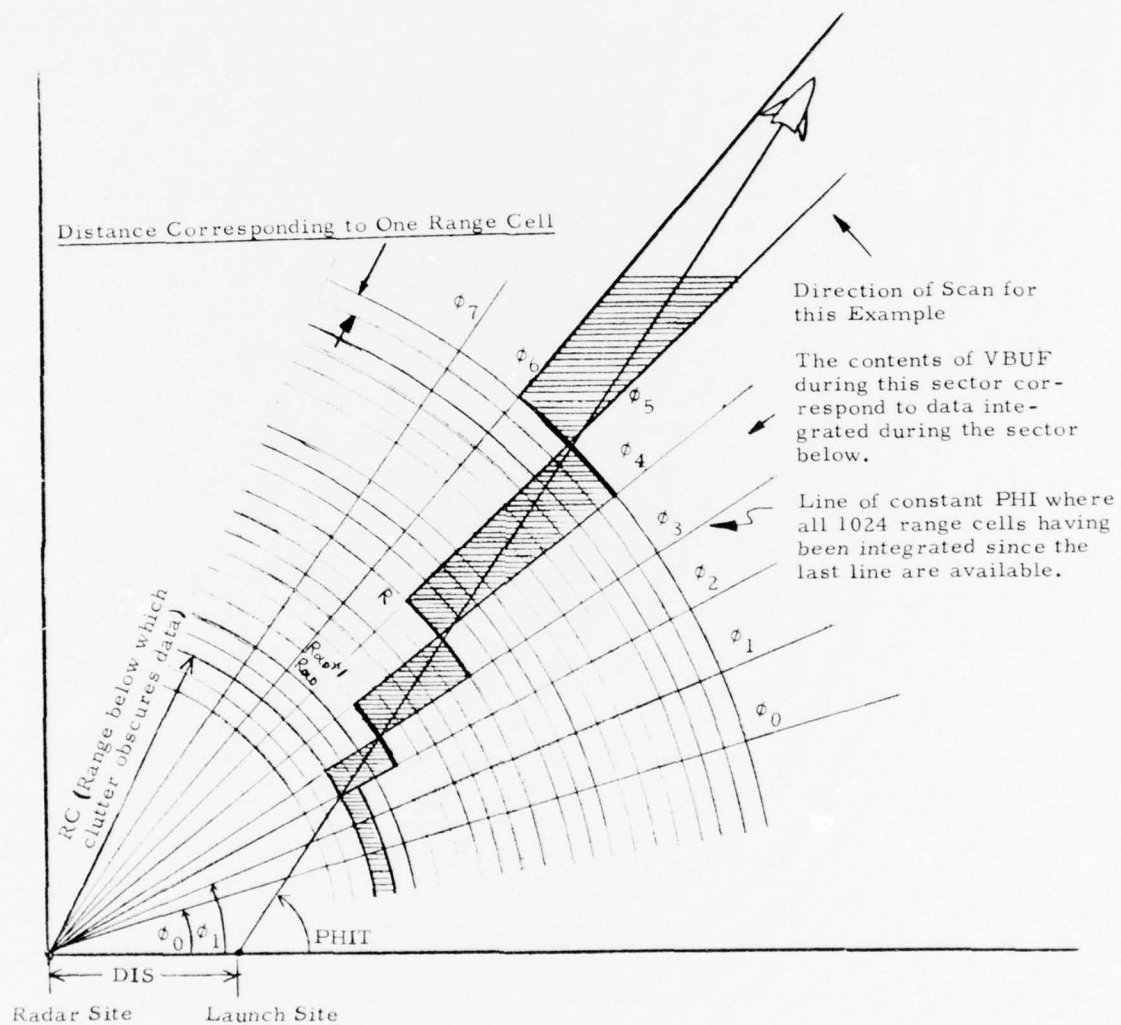 Distance Corresponding to One Range Cell
ϕ7
ϕ6
ϕ5
ϕ4
ϕ3
ϕ2
ϕ1
ϕ0
Direction of Scan for
this Example
The contents of VBUF
during this sector cor-
respond to data inte-
grated during the sector
below.
Line of constant PHI where
all 1024 range cells having
been integrated since the
last line are available.
R
RC (Range below which
clutter obscures data)
ϕ0
ϕ1
PHIT
DIS
Radar Site
Launch Site